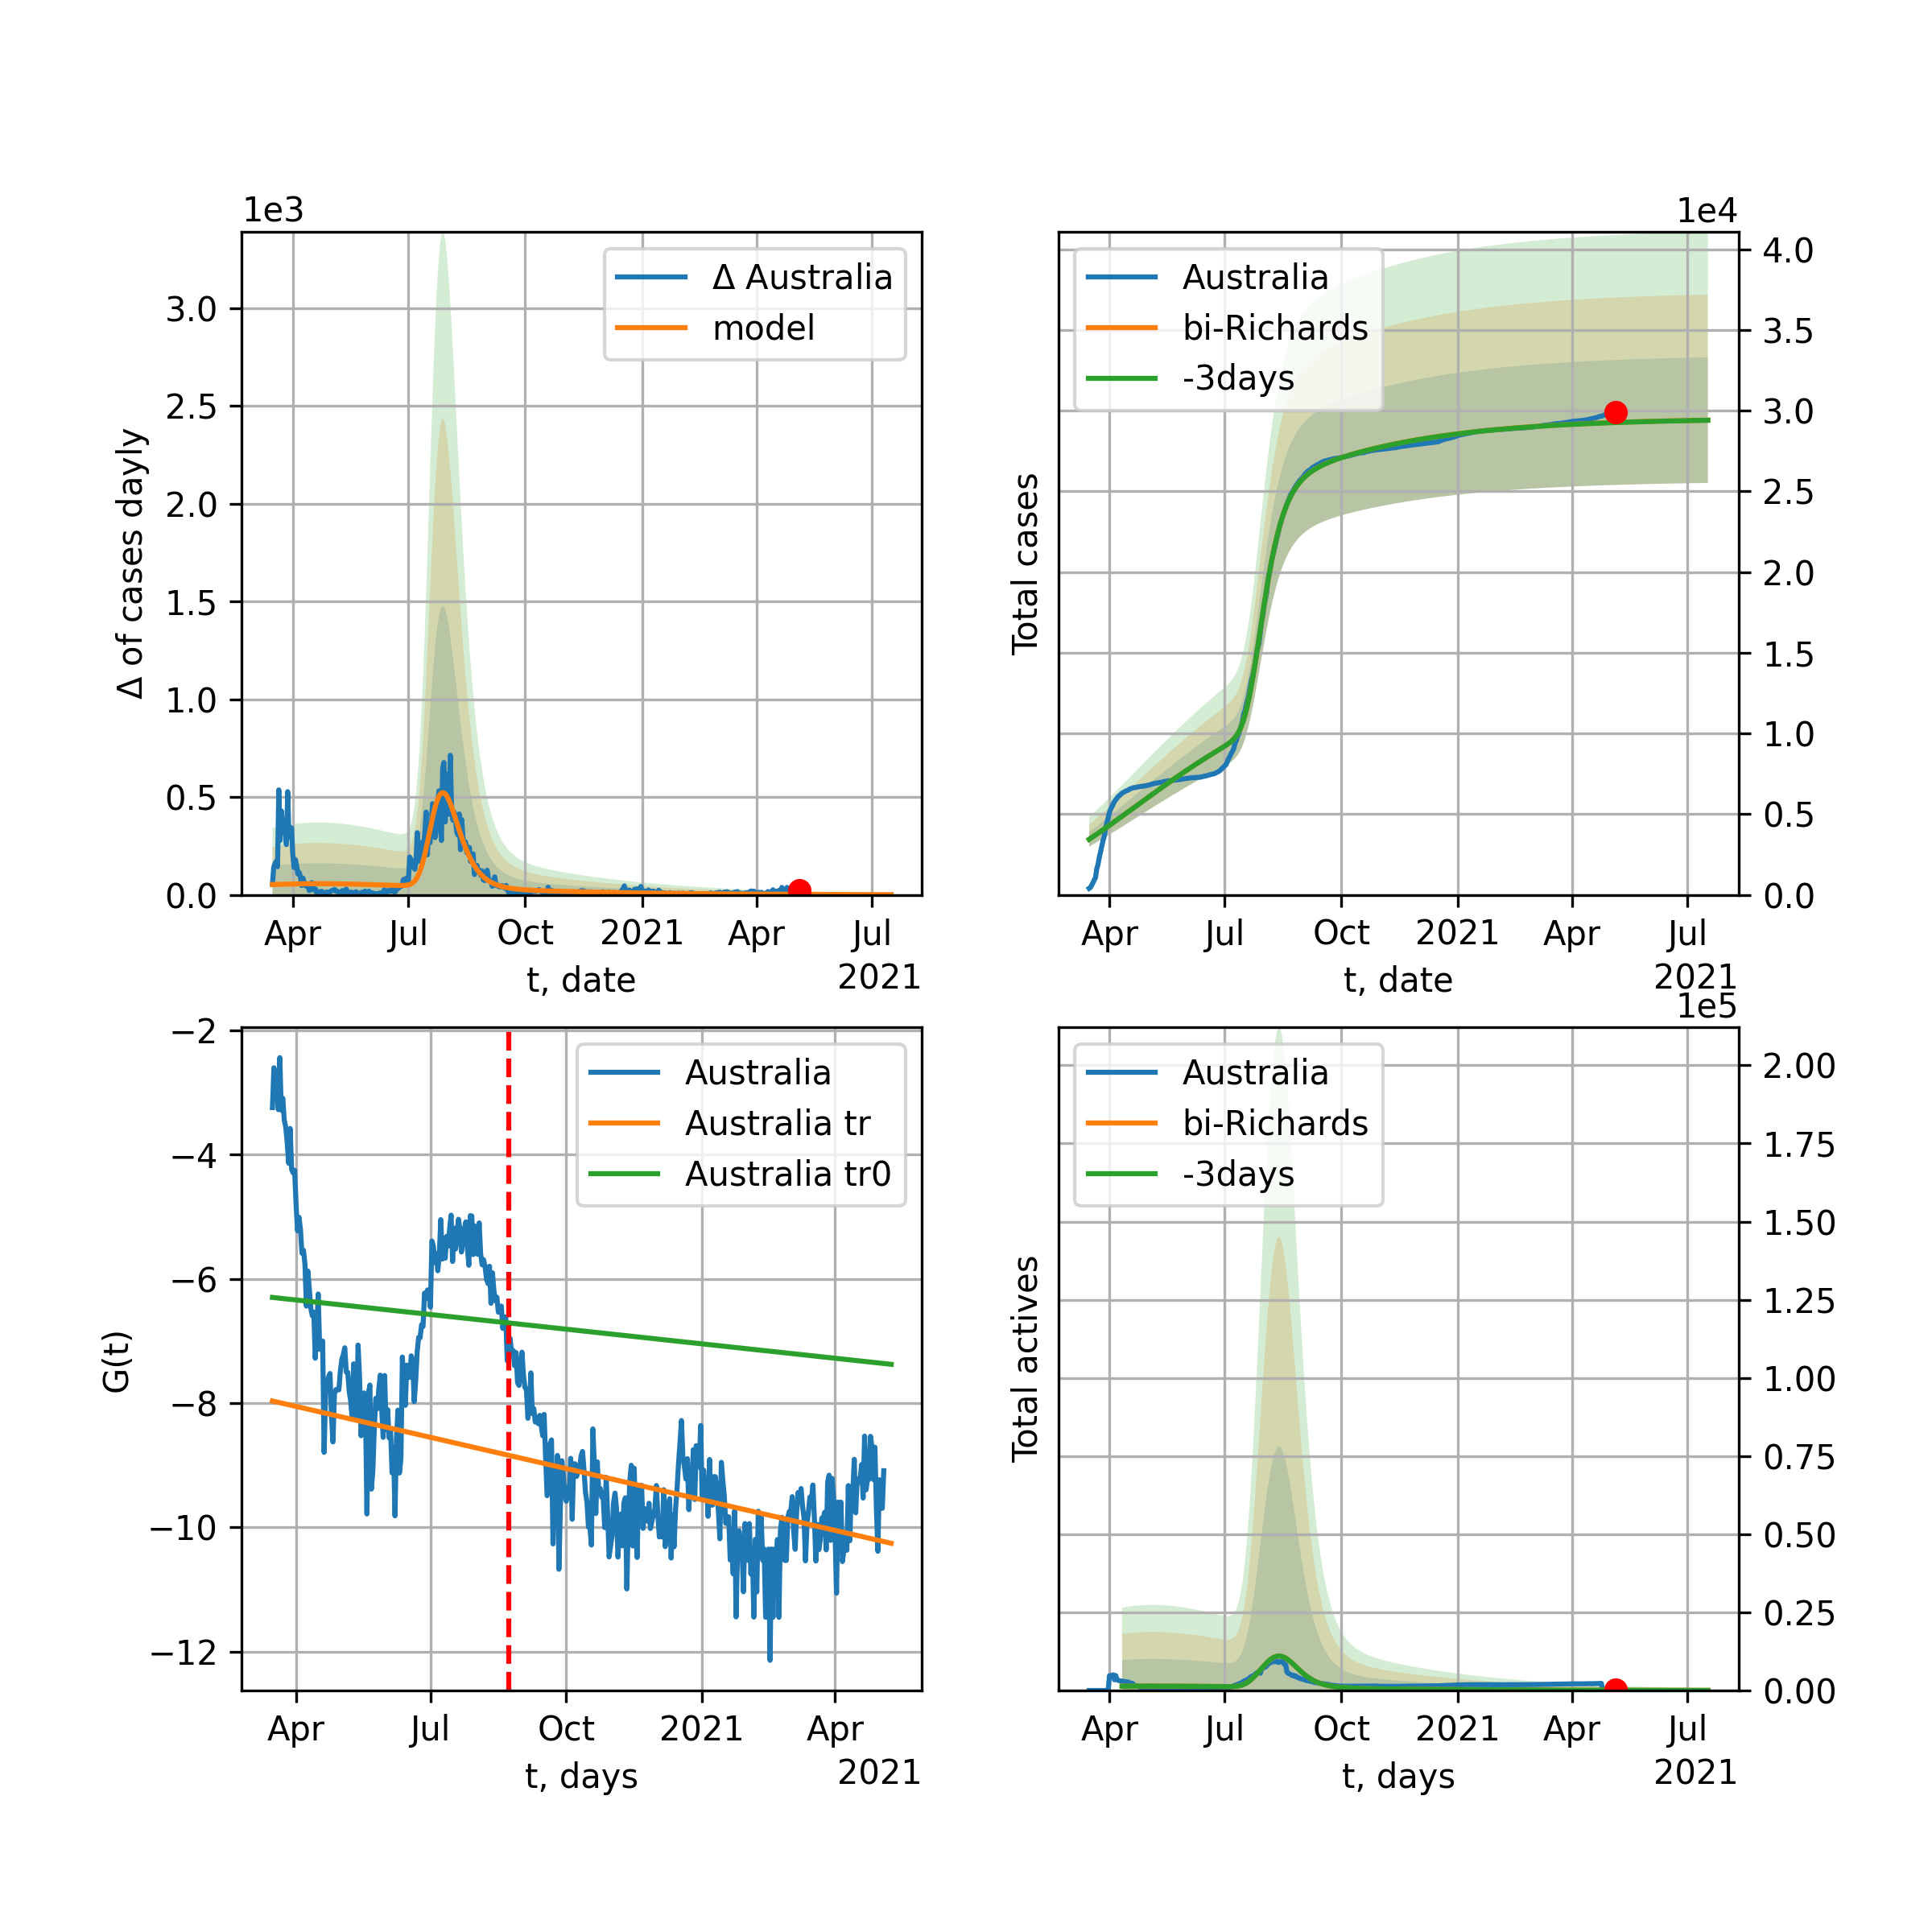 1e3
Δ of cases dayly
3.0
2.5
2.0
1.5
1.0
0.5
0.0
Δ Australia
model
Apr Jul Oct 2021 Apr Jul
t, date 2021
1e4
Total cases
Australia
bi-Richards
-3days
4.0
3.5
3.0
2.5
2.0
1.5
1.0
0.5
0.0
Apr Jul Oct 2021 Apr Jul
t, date 2021
G(t)
−2
−4
−6
−8
−10
−12
Australia
Australia tr
Australia tr0
Apr Jul Oct 2021 Apr
t, days 2021
1e5
Total actives
Australia
bi-Richards
-3days
2.00
1.75
1.50
1.25
1.00
0.75
0.50
0.25
0.00
Apr Jul Oct 2021 Apr Jul
t, days 2021